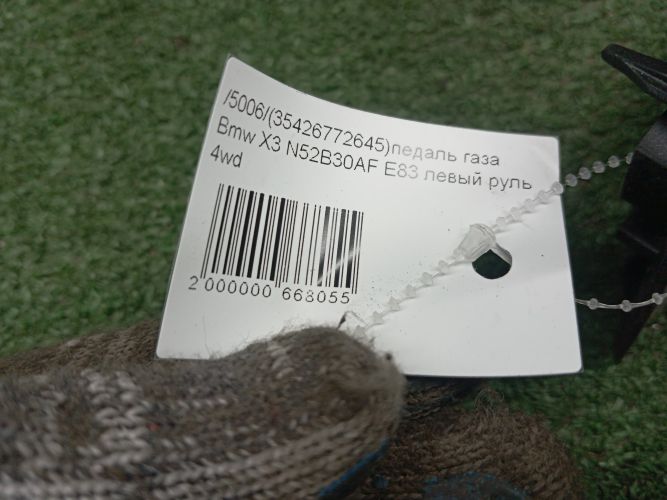 /5006/(35426772645)педаль газа
Bmw X3 N52B30AF E83 левый руль
4wd
2 000000 668055